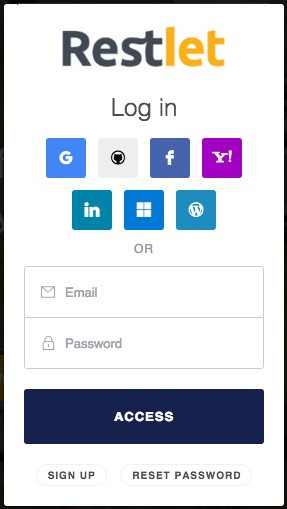 Restlet
Log in
G f Y!
in W
OR
Email
Password
ACCESS
SIGN UP RESET PASSWORD